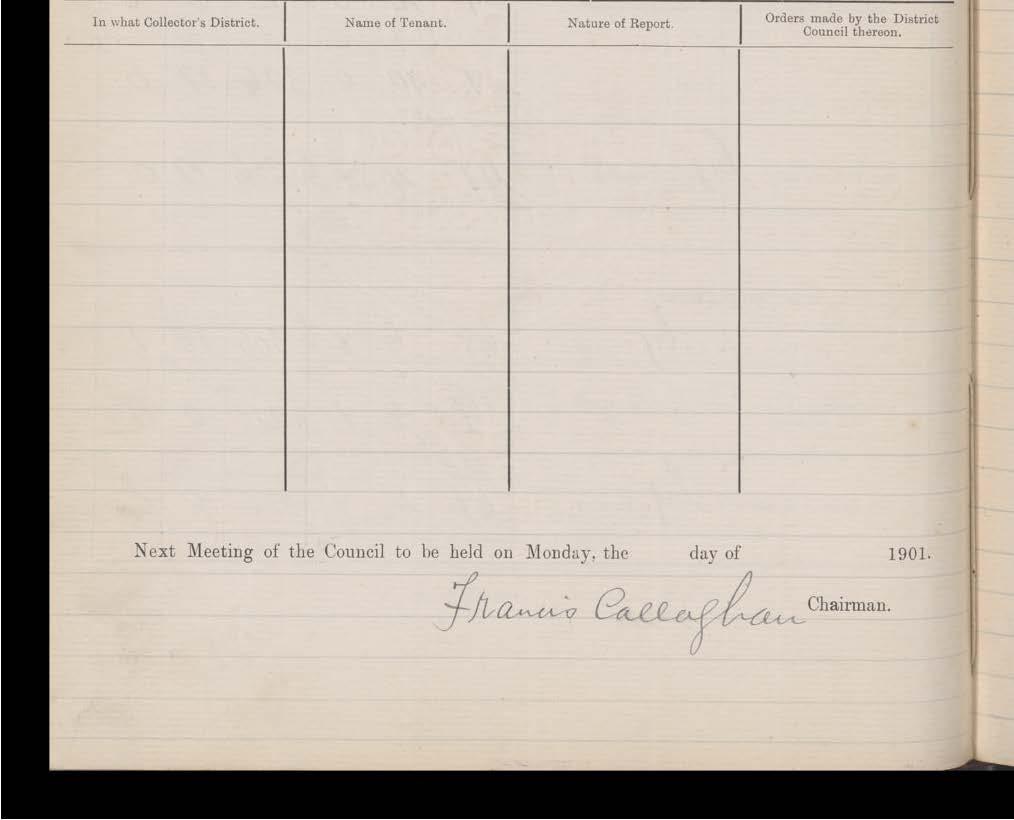 In what Collector's District. Name of Tenant. Nature of Report. Orders made by the District
Council thereon.
Next Meeting of the Council to be held on Monday, the day of 1901.
Francis Callaghan Chairman.